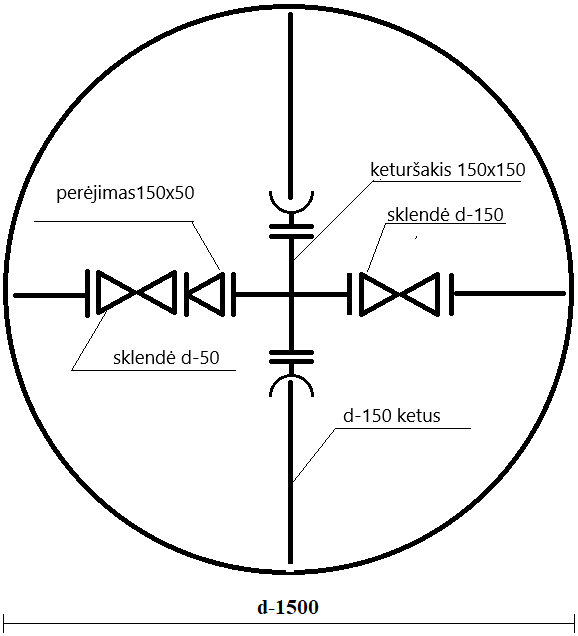 keturšakis 150x150
perėjimas150x50
sklendė d-150
sklendė d-50
d-150 ketus
d-1500